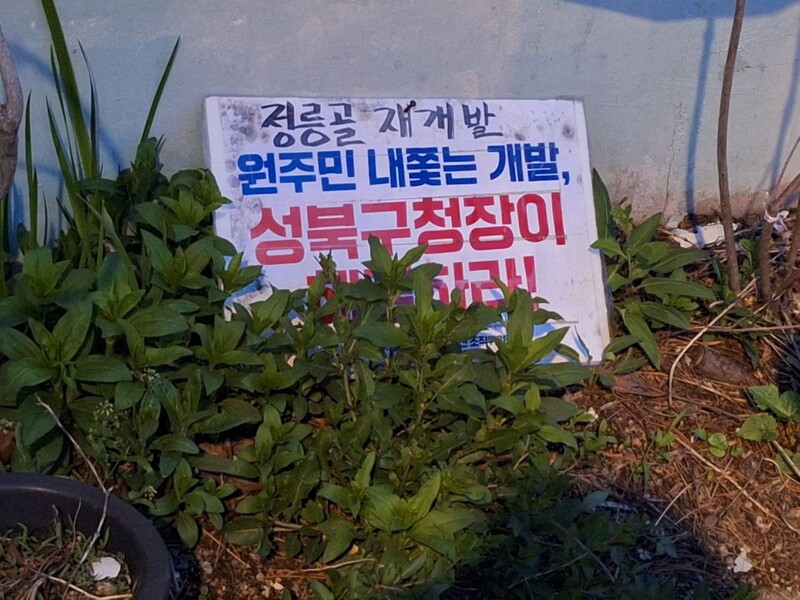 정릉골 재개발
원주민 내쫓는 개발,
성북구청장이